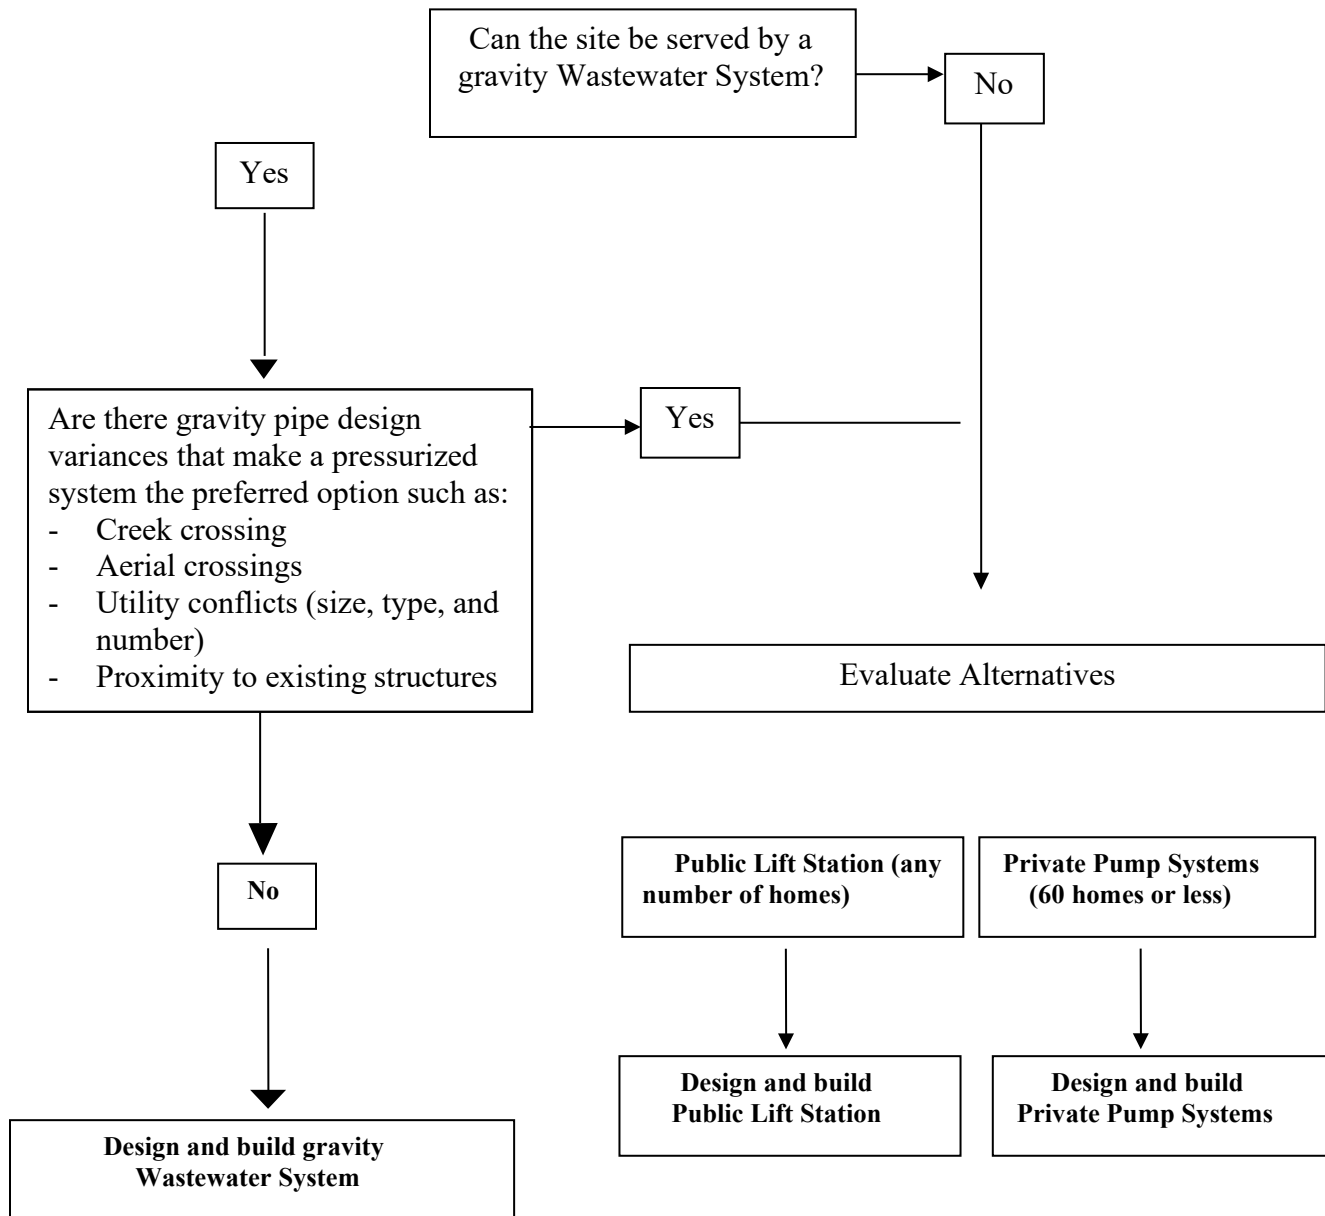 Can the site be served by a
gravity Wastewater System?
No
Yes
Are there gravity pipe design
variances that make a pressurized
system the preferred option such as:
- Creek crossing
- Aerial crossings
- Utility conflicts (size, type, and
number)
- Proximity to existing structures
Yes
Evaluate Alternatives
No
Public Lift Station (any
number of homes)
Private Pump Systems
(60 homes or less)
Design and build
Public Lift Station
Design and build
Private Pump Systems
Design and build gravity
Wastewater System